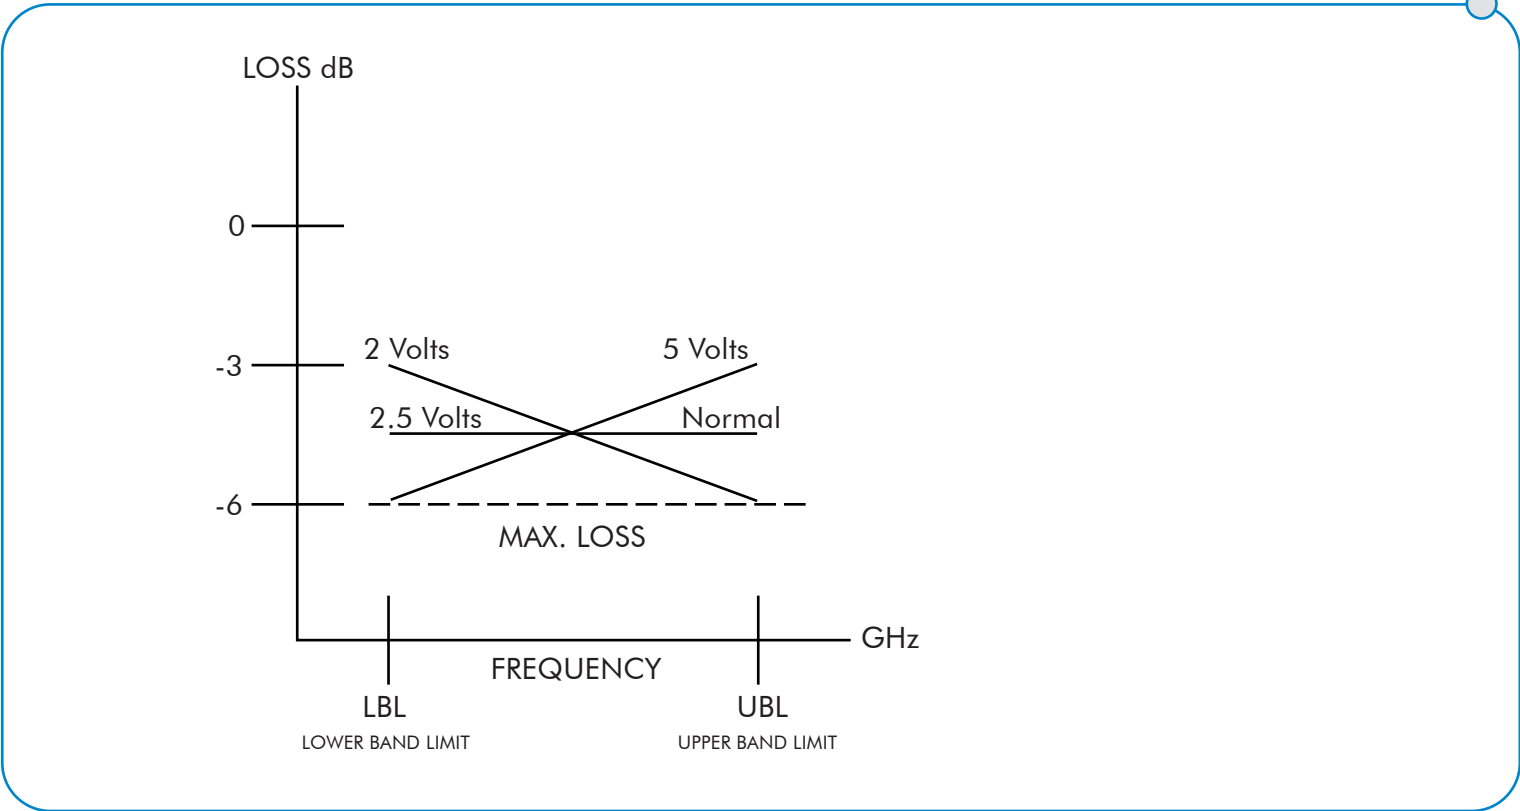 LOSS dB
0
2 Volts
5 Volts
-3
2.5 Volts
Normal
-6
MAX. LOSS
GHz
FREQUENCY
LBL
UBL
LOWER BAND LIMIT
UPPER BAND LIMIT